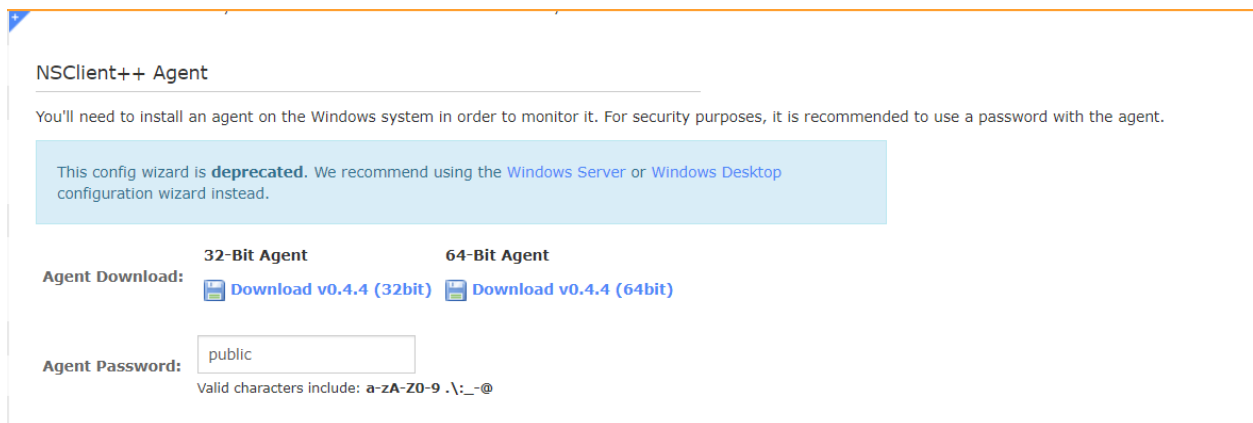 NSClient++ Agent
You'll need to install an agent on the Windows system in order to monitor it. For security purposes, it is recommended to use a password with the agent.
This config wizard is deprecated. We recommend using the Windows Server or Windows Desktop
configuration wizard instead.
32-Bit Agent 64-Bit Agent
Agent Download:
Download v0.4.4 (32bit) Download v0.4.4 (64bit)
public
Agent Password:
Valid characters include: a-zA-Z0-9 .\:_-@